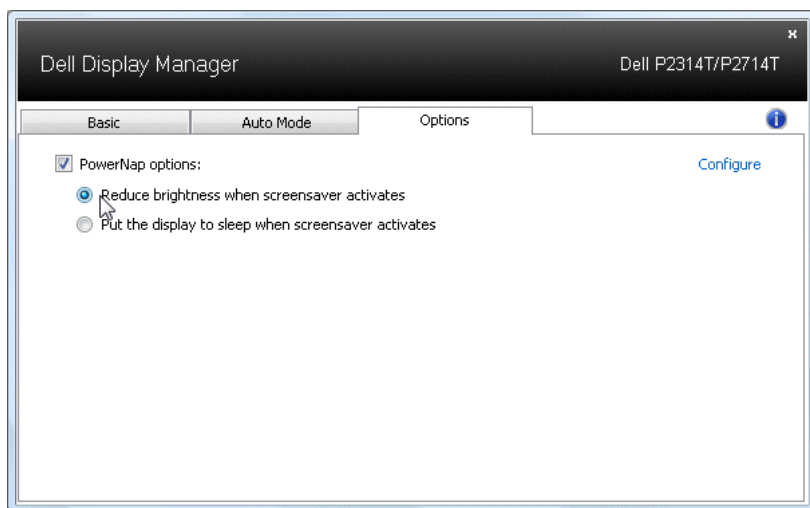 Dell Display Manager
Dell P2314T/P2714T
Basic
Auto Mode
Options
PowerNap options:
Configure
Reduce brightness when screensaver activates
Put the display to sleep when screensaver activates